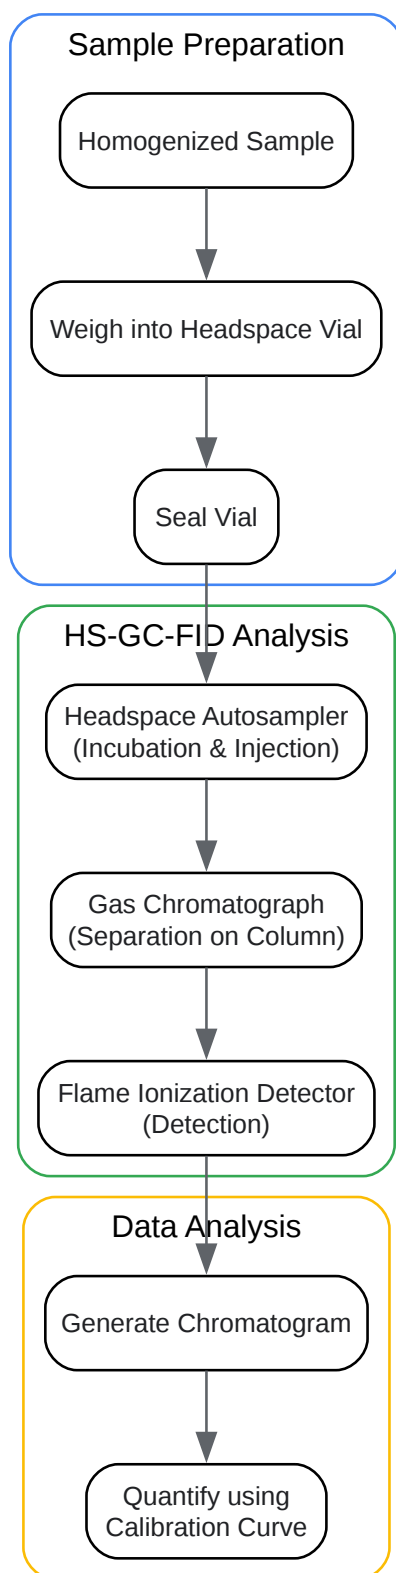 Sample Preparation
Homogenized Sample
Weigh into Headspace Vial
Seal Vial
HS-GC-FID Analysis
Headspace Autosampler
(Incubation & Injection)
Gas Chromatograph
(Separation on Column)
Flame Ionization Detector
(Detection)
Data Analysis
Generate Chromatogram
Quantify using
Calibration Curve